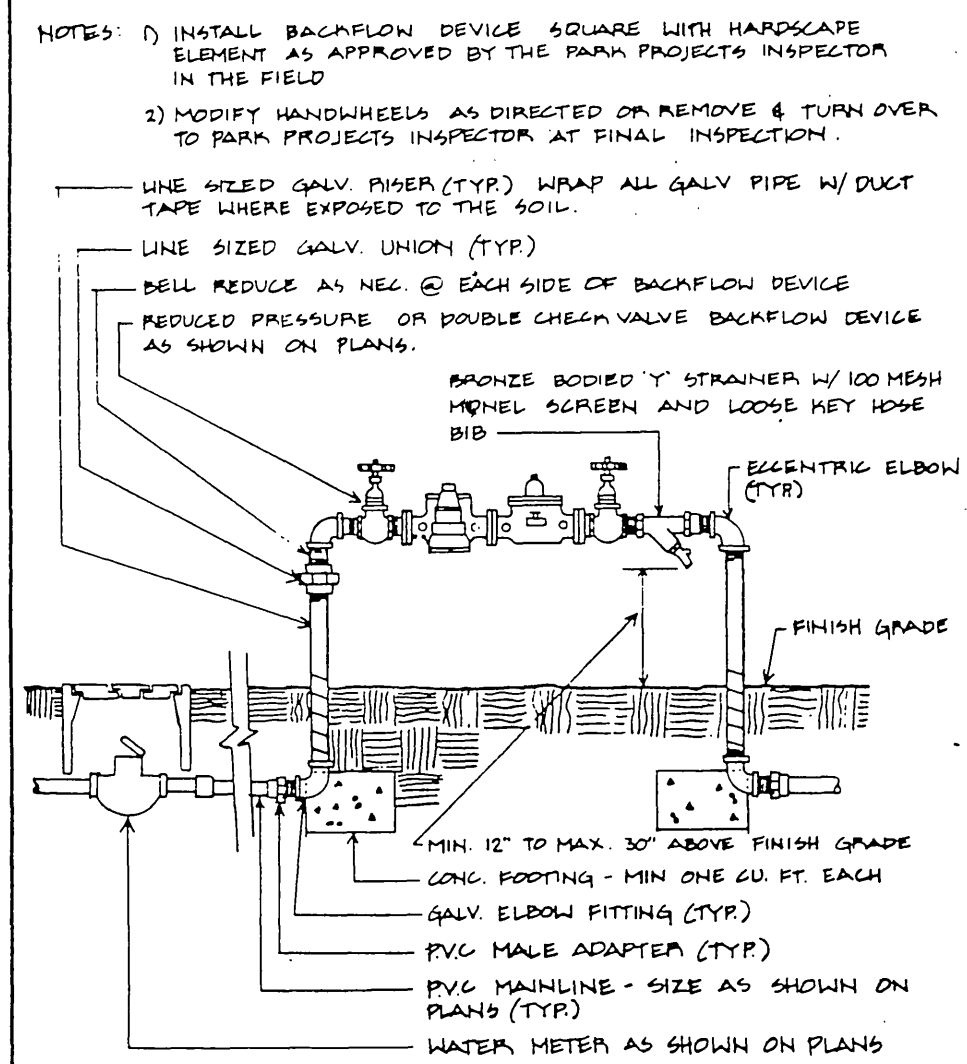 NOTES: 1) INSTALL BACKFLOW DEVICE SQUARE WITH HARDSCAPE
ELEMENT AS APPROVED BY THE PARK PROJECTS INSPECTOR
IN THE FIELD
2) MODIFY HANDWHEELS AS DIRECTED OR REMOVE & TURN OVER
TO PARK PROJECTS INSPECTOR AT FINAL INSPECTION.
LINE SIZED GALV. RISER (TYP.) WRAP ALL GALV PIPE W/ DUCT
TAPE WHERE EXPOSED TO THE SOIL.
LINE SIZED GALV. UNION (TYP.)
BELL REDUCE AS NEC. @ EACH SIDE OF BACKFLOW DEVICE
REDUCED PRESSURE OR DOUBLE CHECK VALVE BACKFLOW DEVICE
AS SHOWN ON PLANS.
BRONZE BODIED 'Y' STRAINER W/ 100 MESH
MONEL SCREEN AND LOOSE KEY HOSE
BIB
ECCENTRIC ELBOW
(TYP.)
FINISH GRADE
MIN. 12" TO MAX. 30" ABOVE FINISH GRADE
CONC. FOOTING - MIN ONE CU. FT. EACH
GALV. ELBOW FITTING (TYP.)
P.V.C MALE ADAPTER (TYP.)
P.V.C MAINLINE - SIZE AS SHOWN ON
PLANS (TYP.)
WATER METER AS SHOWN ON PLANS